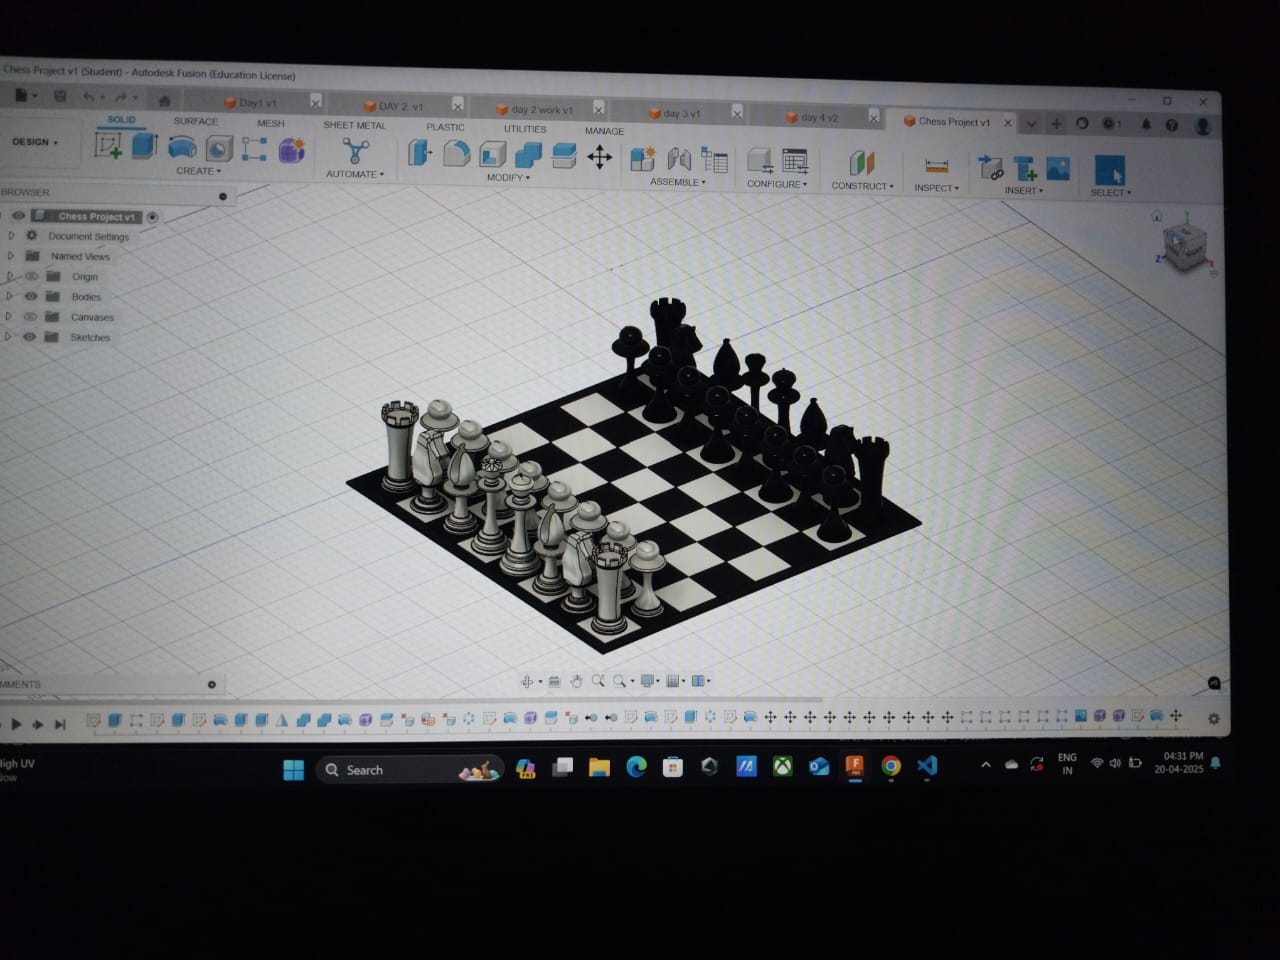 Chess Project v1 (Student) - Autodesk Fusion (Education License)
Day1 v1
DAY 2 v1
day 2 work v1
day 3 v1
day 4 v2
Chess Project v1
1
SOLID
SURFACE
MESH
SHEET METAL
PLASTIC
UTILITIES
MANAGE
DESIGN
CREATE
AUTOMATE
MODIFY
ASSEMBLE
CONFIGURE
CONSTRUCT
INSPECT
INSERT
SELECT
BROWSER
Chess Project v1
Document Settings
Named Views
Origin
Bodies
Canvases
Sketches
Z
X
MMENTS
High UV
Now
Search
ENG
IN
04:31 PM
20-04-2025